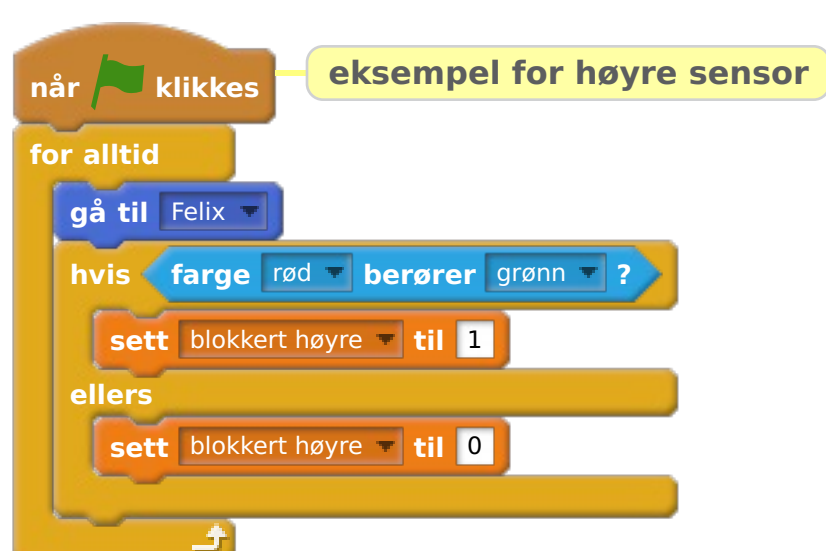 når klikkes
eksempel for høyre sensor
for alltid
gå til Felix
hvis farge rød berører grønn ?
sett blokkert høyre til 1
ellers
sett blokkert høyre til 0